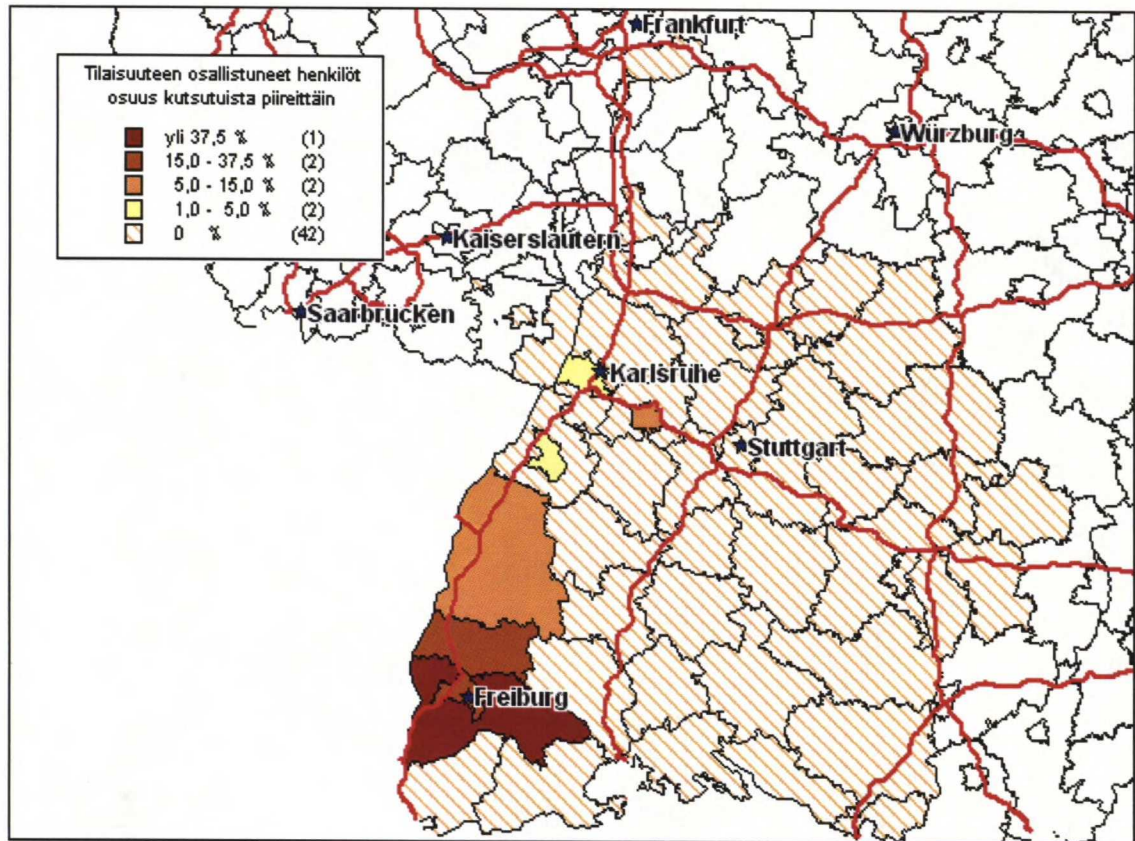 Frankfurt
Tilaisuuteen osallistuneet henkilöt
osuus kutsutuista piireittäin
yli 37,5 % (1)
15,0 - 37,5 % (2)
5,0 - 15,0 % (2)
1,0 - 5,0 % (2)
0 % (42)
Würzburg
Kaiserslautern
Saarbrücken
Karlsruhe
Stuttgart
Freiburg